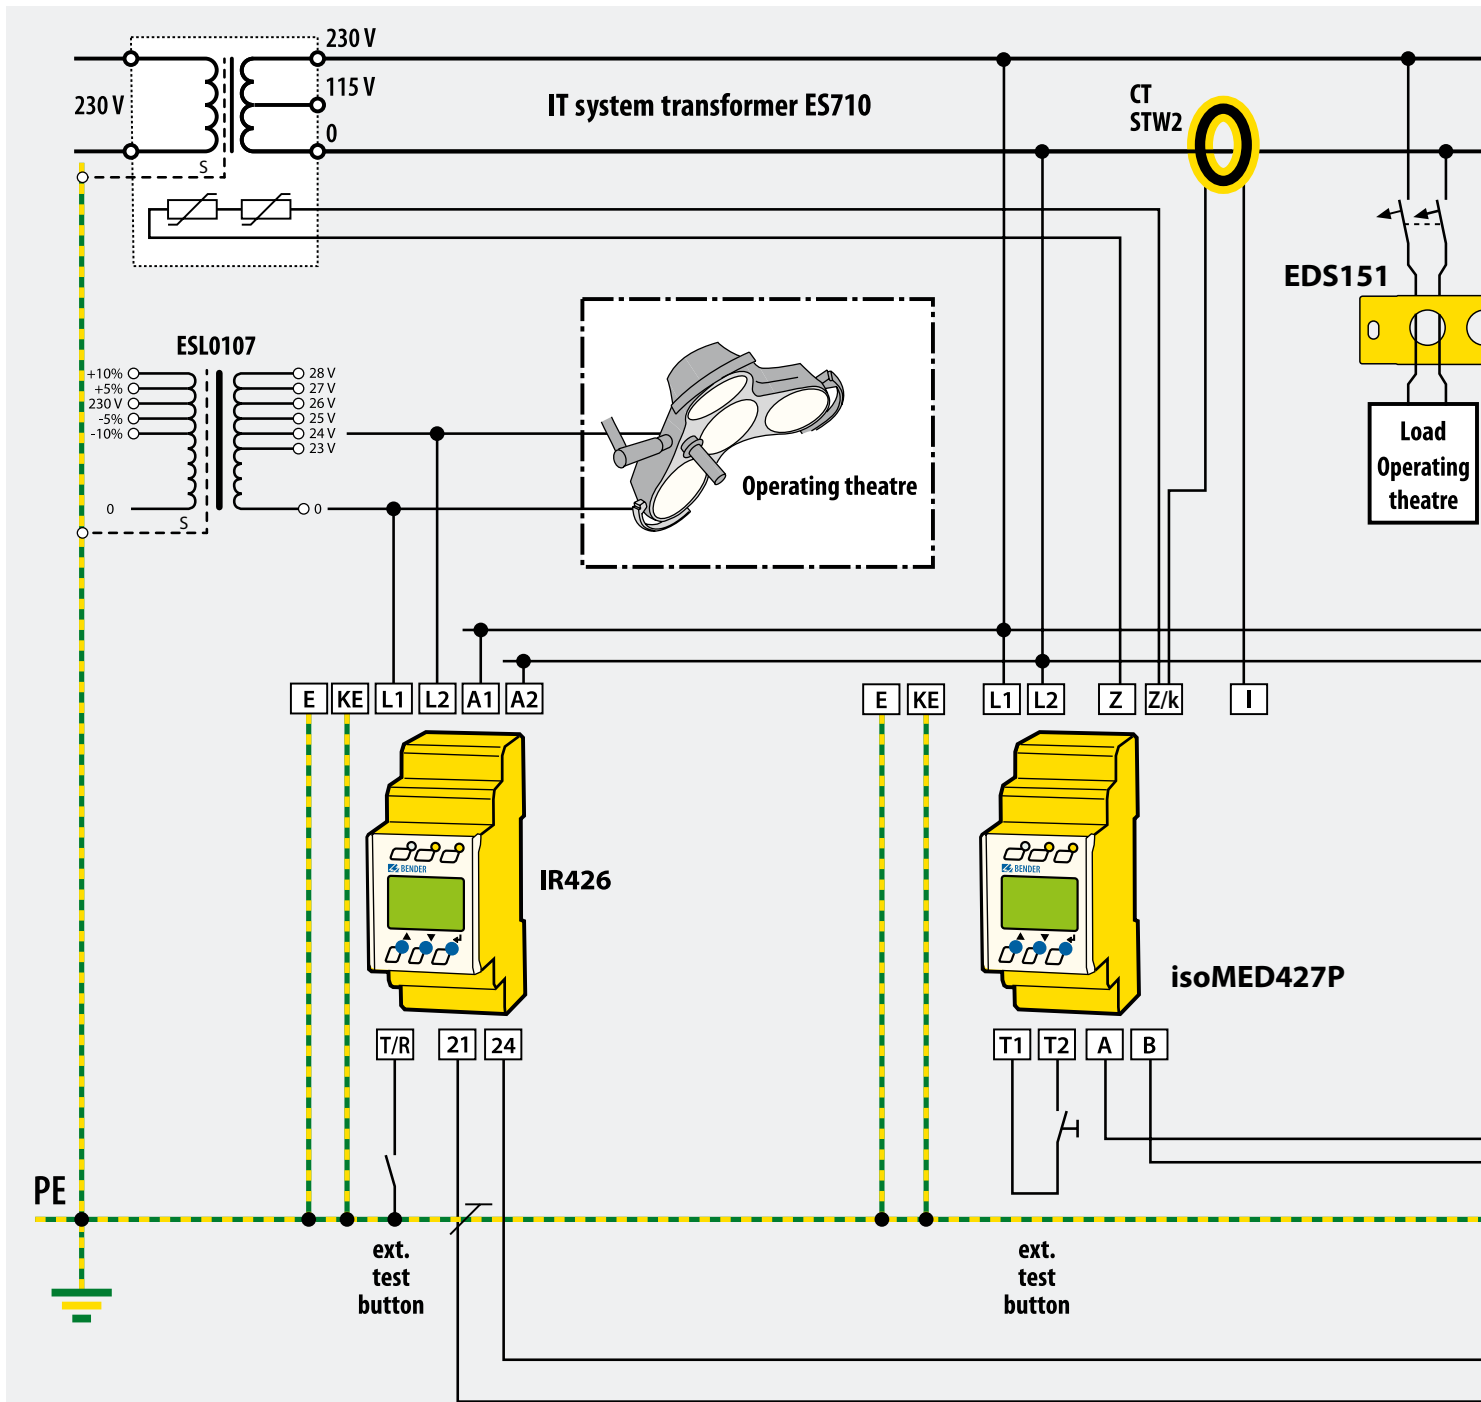 230 V
115 V
0
230 V
S
IT system transformer ES710
CT
STW2
EDS151
Load
Operating
theatre
ESL0107
+10%
+5%
230 V
-5%
-10%
0
S
28 V
27 V
26 V
25 V
24 V
23 V
0
Operating theatre
E KE L1 L2 A1 A2
E KE L1 L2 Z Z/k I
BENDER
IR426
BENDER
isoMED427P
T/R 21 24
T1 T2 A B
PE
ext.
test
button
ext.
test
button